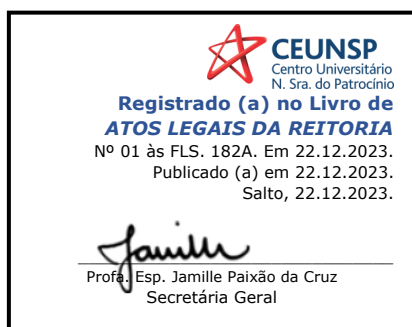 CEUNSP
Centro Universitário
N. Sra. do Patrocínio
Registrado (a) no Livro de
ATOS LEGAIS DA REITORIA
Nº 01 às FLS. 182A. Em 22.12.2023.
Publicado (a) em 22.12.2023.
Salto, 22.12.2023.
Jamille
Profa. Esp. Jamille Paixão da Cruz
Secretária Geral